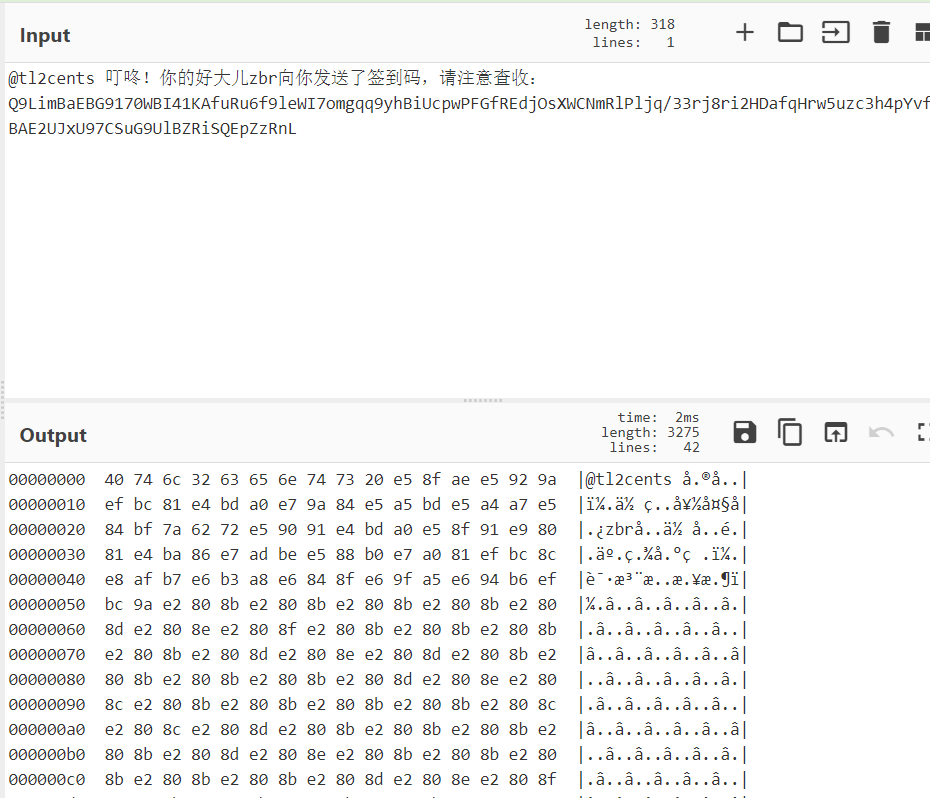 Input
length: 318
lines: 1
@tl2cents 叮咚！你的好大儿zbr向你发送了签到码，请注意查收：
Q9LimBaEBG9170WBI41KAfuRu6f9leWI7omgqq9yhBiUcpwPFGfREdjOsXWCNmRlPljq/33rj8ri2HDafqHrw5uzc3h4pYvf
BAE2UJxU97CSuG9UlBZRiSQEpZzRnL
Output
time: 2ms
length: 3275
lines: 42
00000000  40 74 6c 32 63 65 6e 74 73 20 e5 8f ae e5 92 9a  |@tl2cents å.®å..|
00000010  ef bc 81 e4 bd a0 e7 9a 84 e5 a5 bd e5 a4 a7 e5  |ï¼.ä½ ç..å¥½å¤§å|
00000020  84 bf 7a 62 72 e5 90 91 e4 bd a0 e5 8f 91 e9 80  |.¿zbrå..ä½ å..é.|
00000030  81 e4 ba 86 e7 ad be e5 88 b0 e7 a0 81 ef bc 8c  |.äº.ç.¾å.°ç .ï¼.|
00000040  e8 af b7 e6 b3 a8 e6 84 8f e6 9f a5 e6 94 b6 ef  |è¯·æ³¨æ..æ.¥æ.¶ï|
00000050  bc 9a e2 80 8b e2 80 8b e2 80 8b e2 80 8b e2 80  |¼.â..â..â..â..â.|
00000060  8d e2 80 8e e2 80 8f e2 80 8b e2 80 8b e2 80 8b  |.â..â..â..â..â..|
00000070  e2 80 8b e2 80 8d e2 80 8e e2 80 8d e2 80 8b e2  |â..â..â..â..â..â|
00000080  80 8b e2 80 8b e2 80 8b e2 80 8d e2 80 8e e2 80  |..â..â..â..â..â.|
00000090  8c e2 80 8b e2 80 8b e2 80 8b e2 80 8b e2 80 8c  |.â..â..â..â..â..|
000000a0  e2 80 8c e2 80 8d e2 80 8b e2 80 8b e2 80 8b e2  |â..â..â..â..â..â|
000000b0  80 8b e2 80 8d e2 80 8e e2 80 8b e2 80 8b e2 80  |..â..â..â..â..â.|
000000c0  8b e2 80 8b e2 80 8b e2 80 8d e2 80 8e e2 80 8f  |.â..â..â..â..â..|